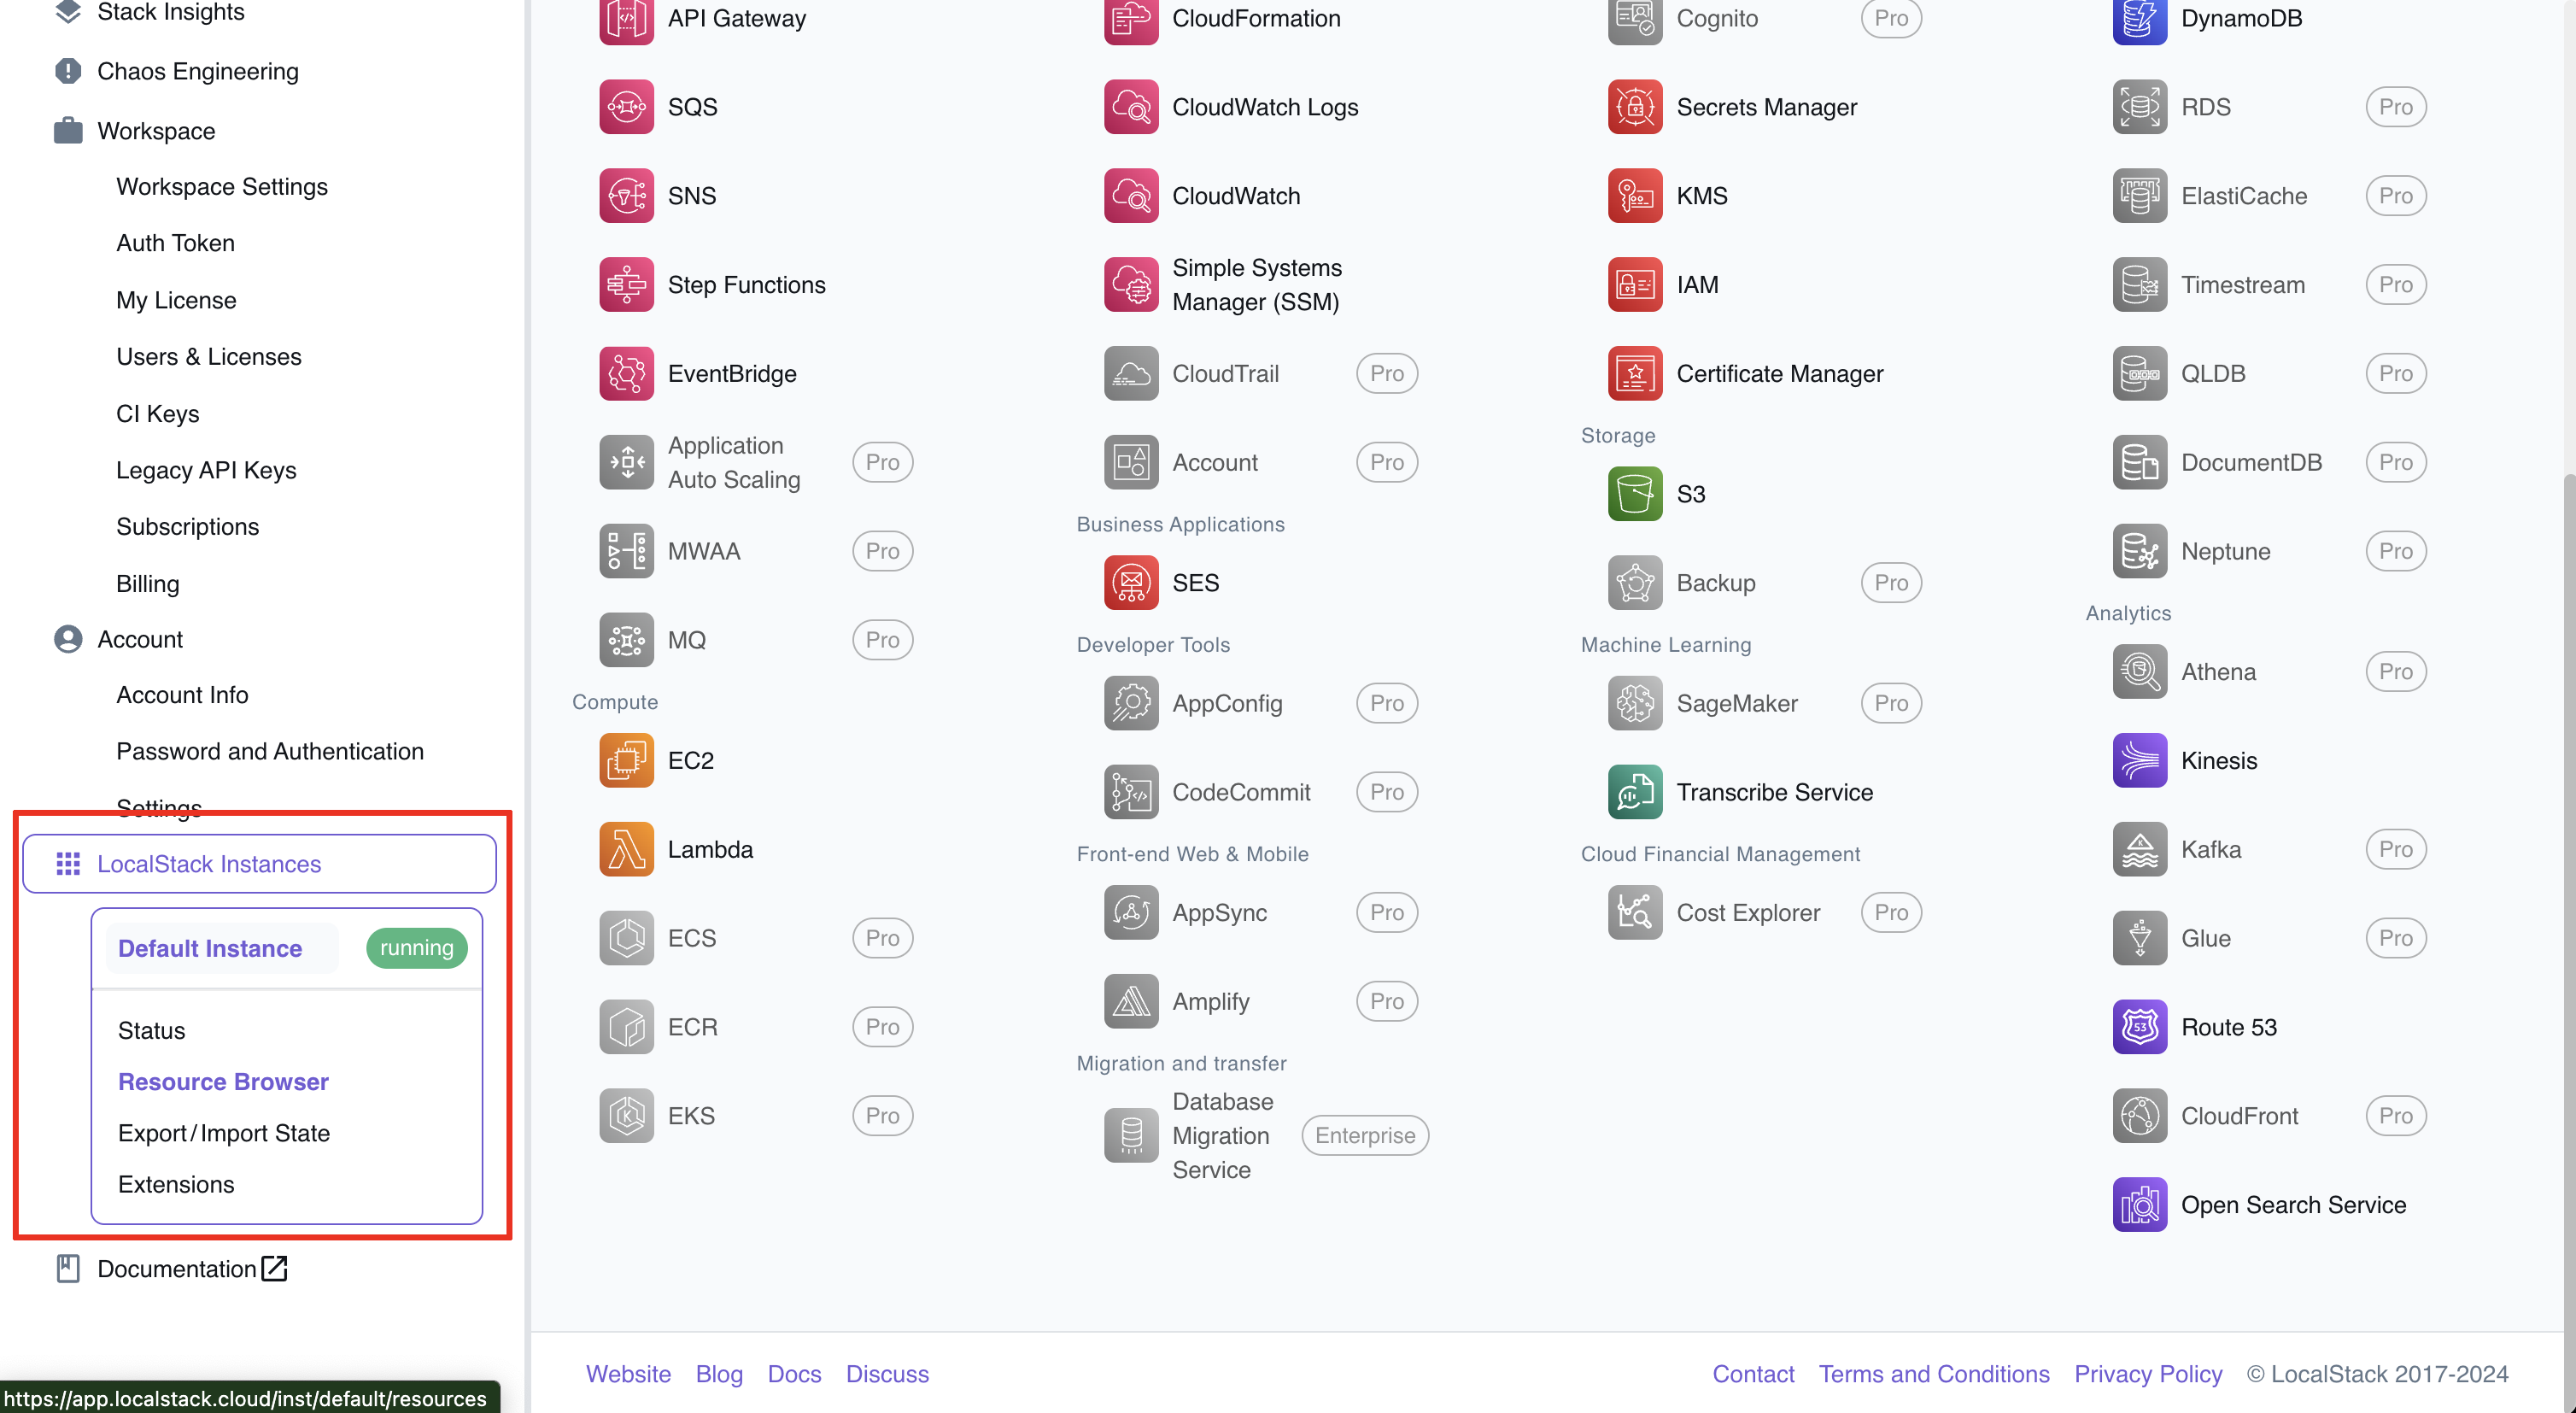 Stack Insights
Chaos Engineering
Workspace
Workspace Settings
Auth Token
My License
Users & Licenses
CI Keys
Legacy API Keys
Subscriptions
Billing
Account
Account Info
Password and Authentication
Settings
LocalStack Instances
Default Instance running
Status
Resource Browser
Export/Import State
Extensions
Documentation
https://app.localstack.cloud/inst/default/resources
API Gateway
SQS
SNS
Step Functions
EventBridge
Application
Auto Scaling
Pro
MWAA Pro
MQ Pro
Compute
EC2
Lambda
ECS Pro
ECR Pro
EKS Pro
CloudFormation
CloudWatch Logs
CloudWatch
Simple Systems
Manager (SSM)
CloudTrail Pro
Account Pro
Business Applications
SES
Developer Tools
AppConfig Pro
CodeCommit Pro
Front-end Web & Mobile
AppSync Pro
Amplify Pro
Migration and transfer
Database
Migration
Service
Enterprise
Cognito Pro
Secrets Manager
KMS
IAM
Certificate Manager
Storage
S3
Backup Pro
Machine Learning
SageMaker Pro
Transcribe Service
Cloud Financial Management
Cost Explorer Pro
DynamoDB
RDS Pro
ElastiCache Pro
Timestream Pro
QLDB Pro
DocumentDB Pro
Neptune Pro
Analytics
Athena Pro
Kinesis
Kafka Pro
Glue Pro
53
Route 53
CloudFront Pro
Open Search Service
Website Blog Docs Discuss
Contact Terms and Conditions Privacy Policy © LocalStack 2017-2024